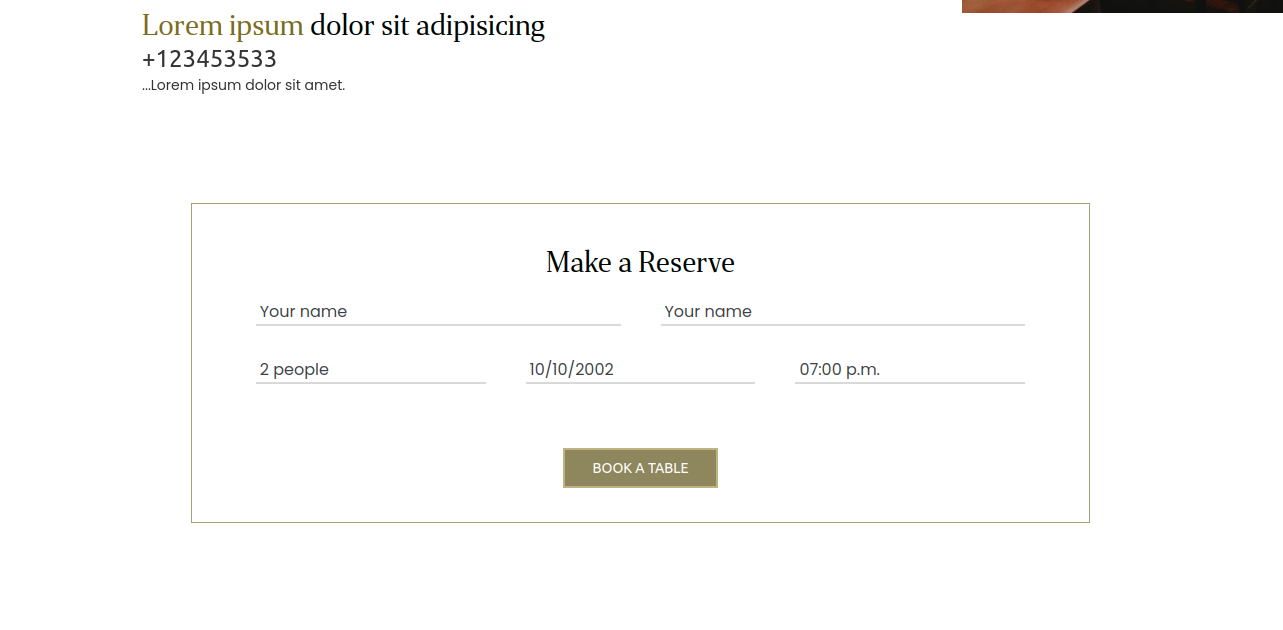 Lorem ipsum dolor sit adipisicing
+123453533
...Lorem ipsum dolor sit amet.
Make a Reserve
Your name Your name
2 people 10/10/2002 07:00 p.m.
BOOK A TABLE